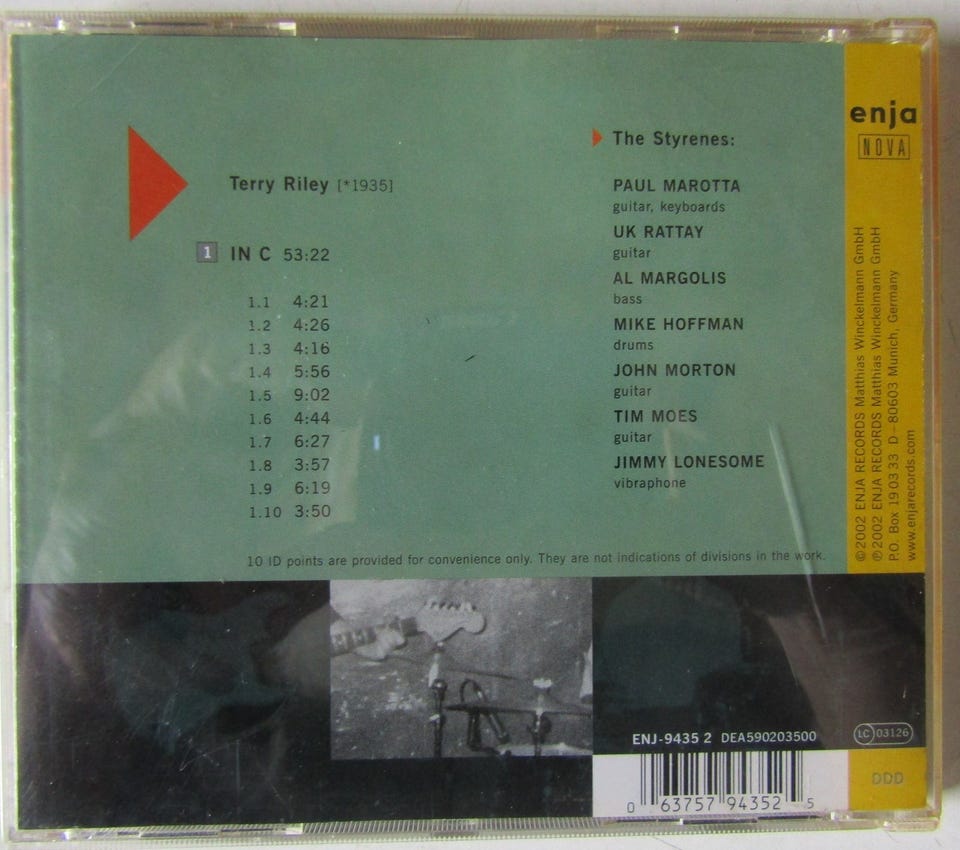 Terry Riley [*1935]
1 IN C 53:22
1.1 4:21
1.2 4:26
1.3 4:16
1.4 5:56
1.5 9:02
1.6 4:44
1.7 6:27
1.8 3:57
1.9 6:19
1.10 3:50
The Styrenes:
PAUL MAROTTA
guitar, keyboards
UK RATTAY
guitar
AL MARGOLIS
bass
MIKE HOFFMAN
drums
JOHN MORTON
guitar
TIM MOES
guitar
JIMMY LONESOME
vibraphone
10 ID points are provided for convenience only. They are not indications of divisions in the work.
enja
NOVA
©2002 ENJA RECORDS Matthias Winckelmann GmbH
℗2002 ENJA RECORDS Matthias Winckelmann GmbH
P.O. Box 19 03 33 D–80603 Munich, Germany
www.enjarecords.com
ENJ-9435 2 DEA590203500
LC 03126
DDD
0 63757 94352 5